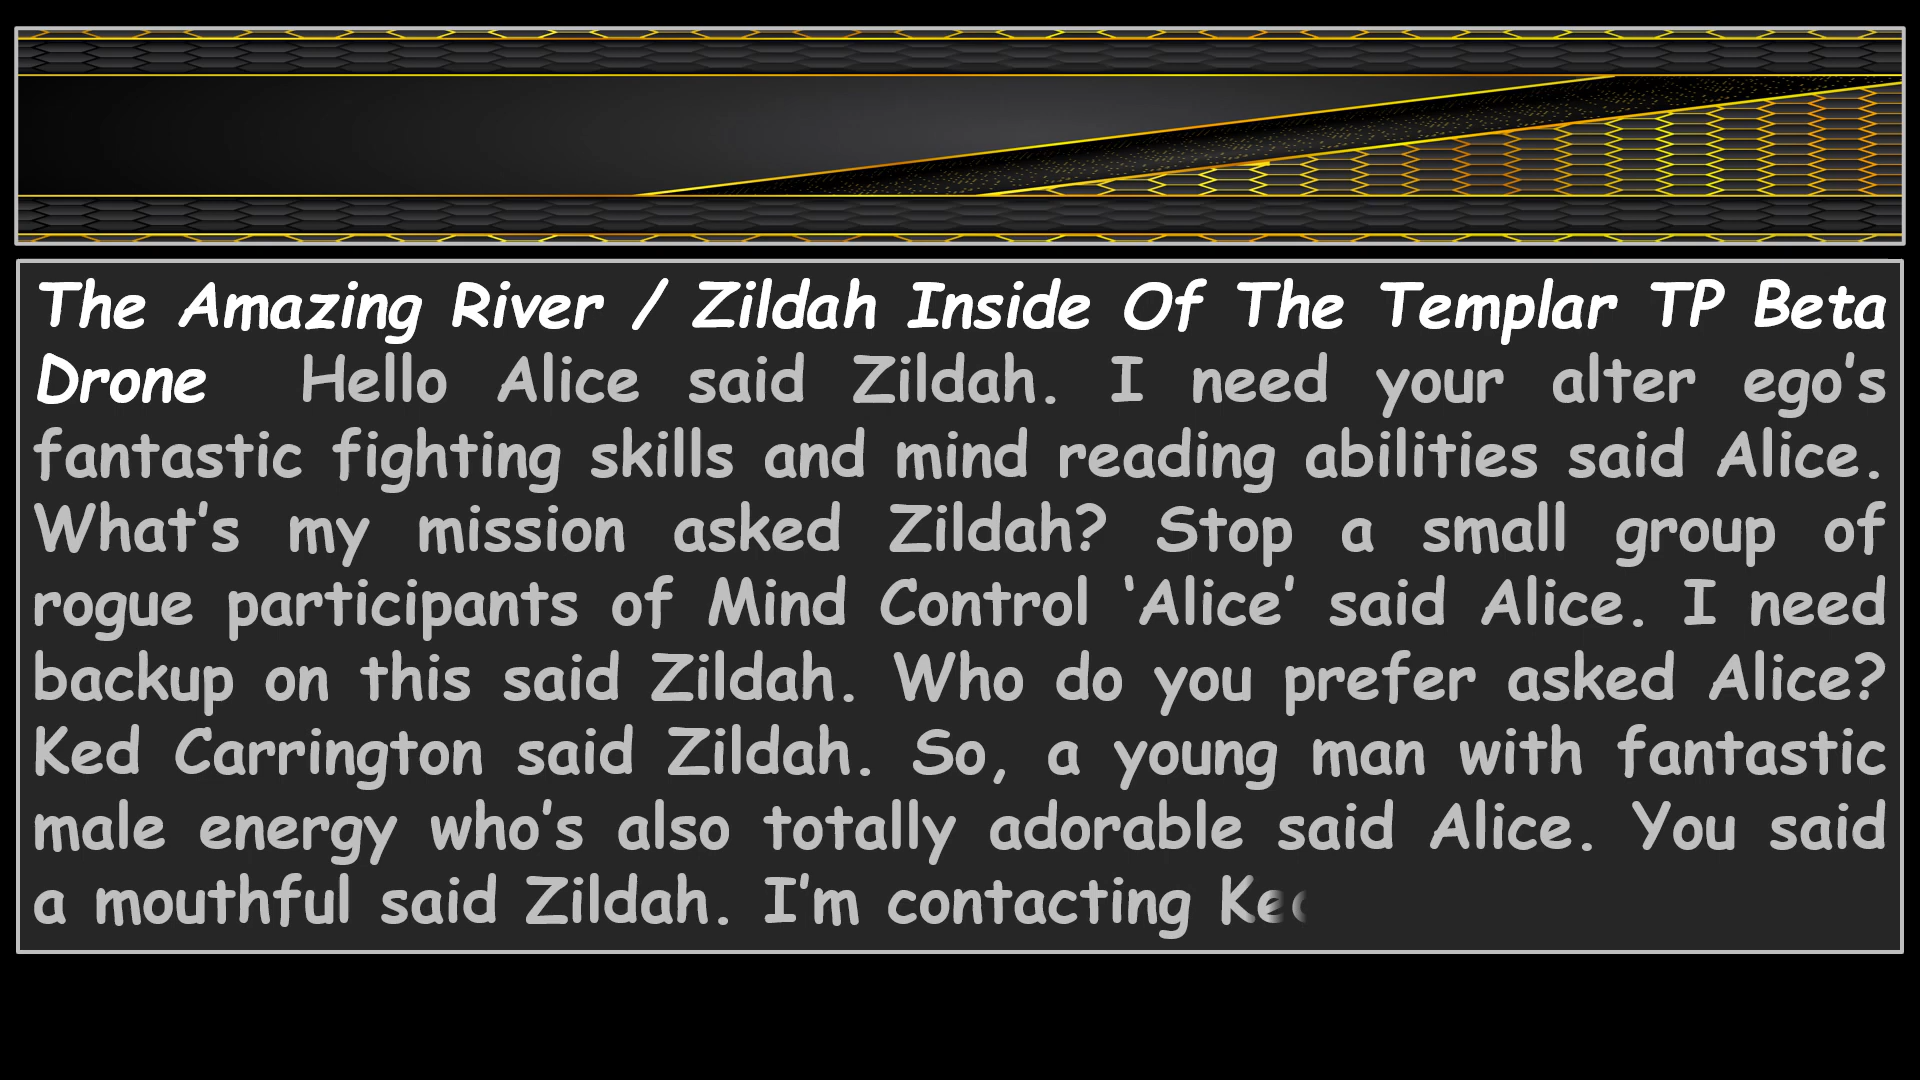 The Amazing River / Zildah Inside Of The Templar TP Beta
Drone Hello Alice said Zildah. I need your alter ego's
fantastic fighting skills and mind reading abilities said Alice.
What's my mission asked Zildah? Stop a small group of
rogue participants of Mind Control ‘Alice’ said Alice. I need
backup on this said Zildah. Who do you prefer asked Alice?
Ked Carrington said Zildah. So, a young man with fantastic
male energy who's also totally adorable said Alice. You said
a mouthful said Zildah. I'm contacting